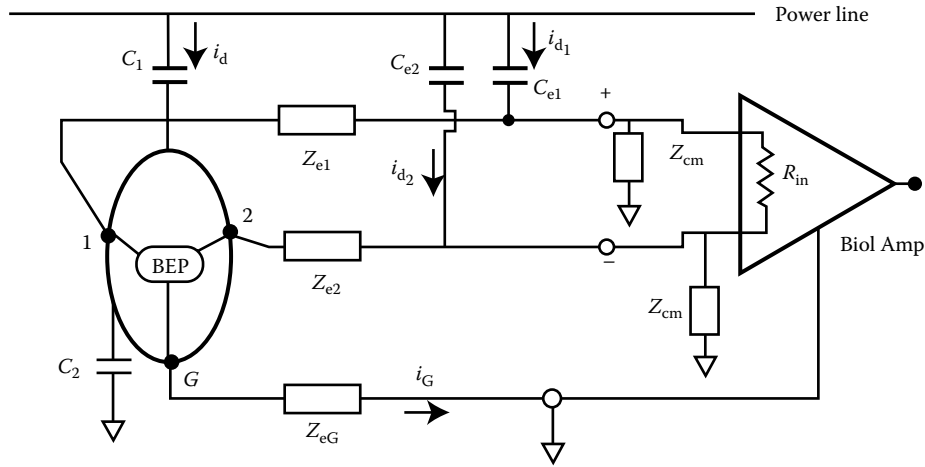 Power line
C1
id
Ce2
id1
Ce1
+
Ze1
Zcm
id2
Rin
1
2
BEP
Ze2
−
Biol Amp
Zcm
C2
G
iG
ZeG